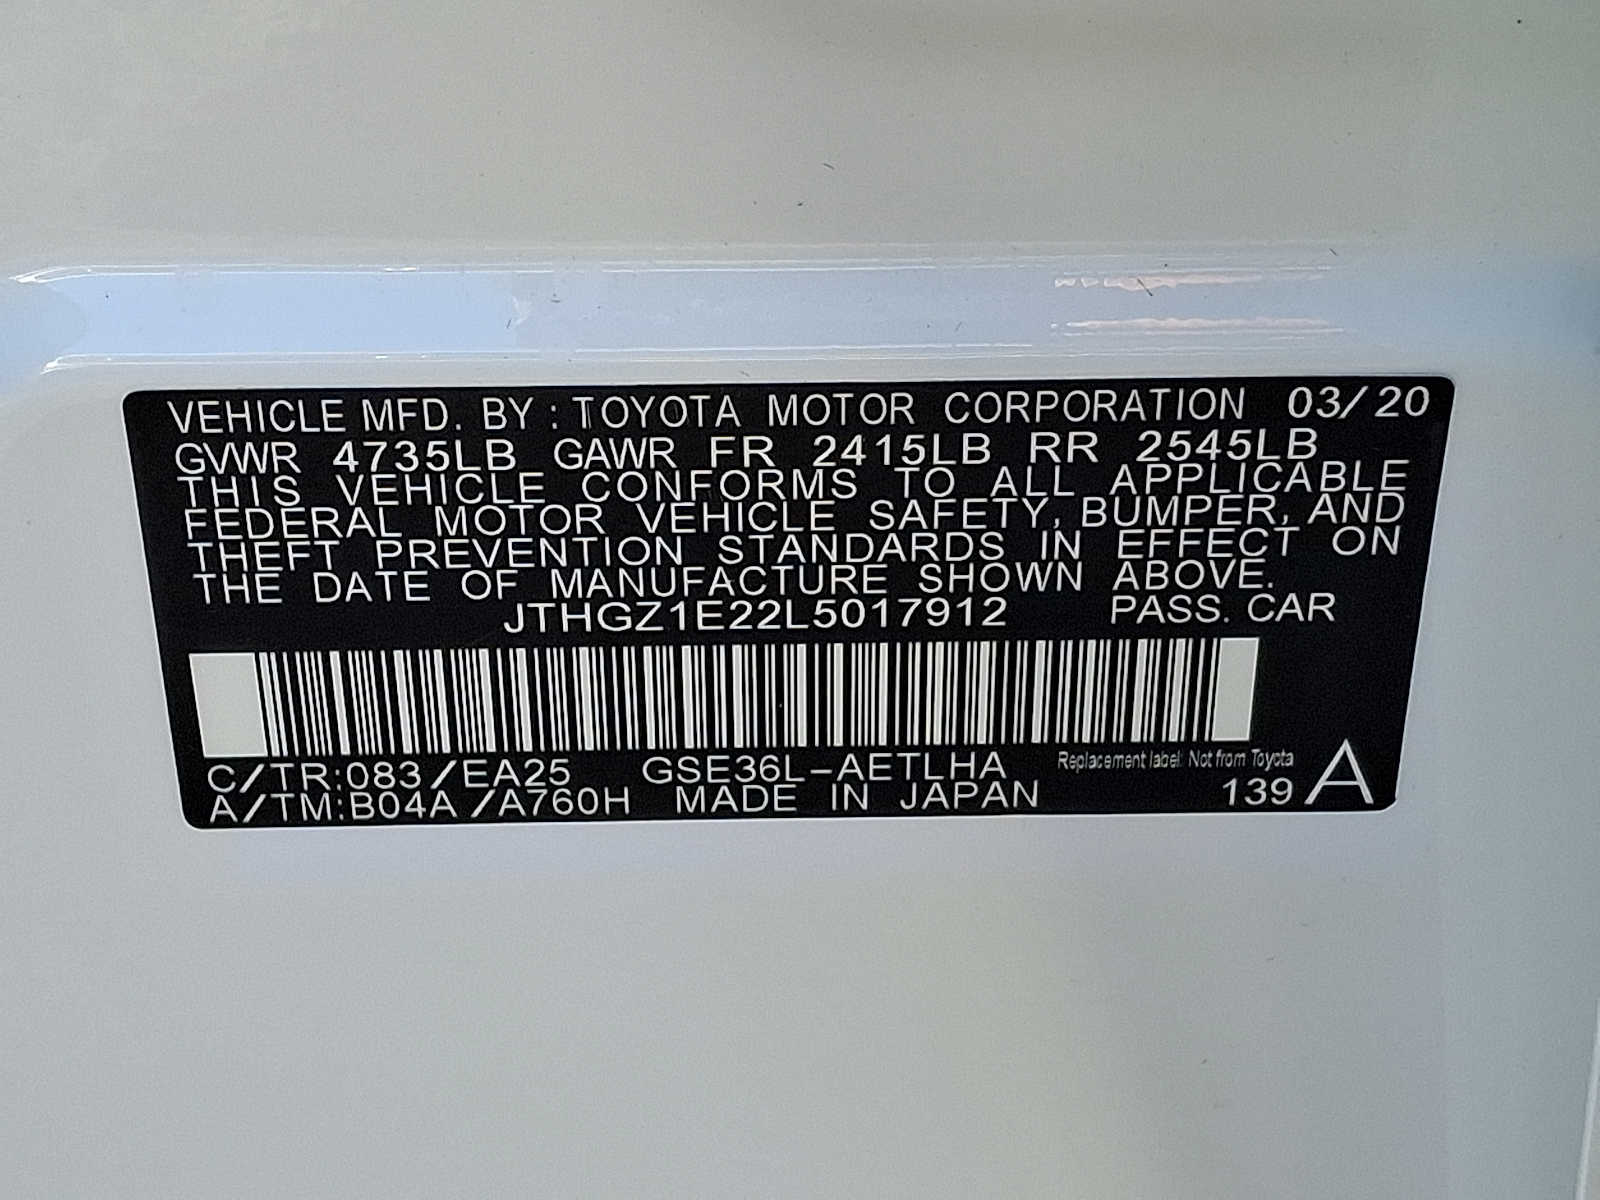 VEHICLE MFD. BY : TOYOTA MOTOR CORPORATION 03/20
GVWR 4735LB GAWR FR 2415LB RR 2545LB
THIS VEHICLE CONFORMS TO ALL APPLICABLE
FEDERAL MOTOR VEHICLE SAFETY, BUMPER, AND
THEFT PREVENTION STANDARDS IN EFFECT ON
THE DATE OF MANUFACTURE SHOWN ABOVE.
JTHGZ1E22L5017912 PASS. CAR
C/TR:083/EA25 GSE36L-AETLHA Replacement label: Not from Toyota
A/TM:B04A /A760H MADE IN JAPAN 139 A